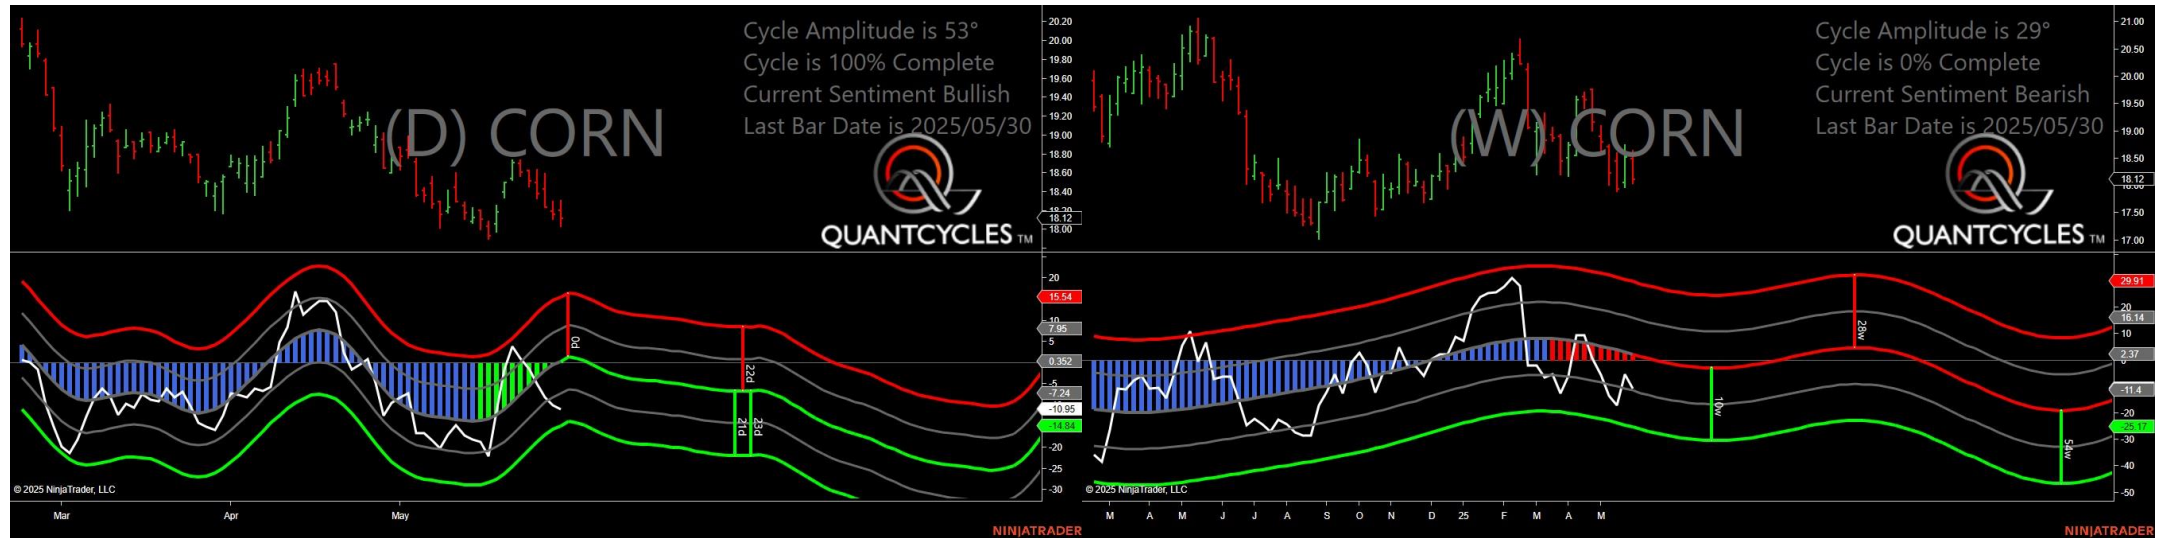 Cycle Amplitude is 53°
Cycle is 100% Complete
Current Sentiment Bullish
Last Bar Date is 2025/05/30
(D) CORN
QUANTCYCLES TM
20.20
20.00
19.80
19.60
19.40
19.20
19.00
18.80
18.60
18.40
18.20
18.12
18.00
20
15.54
10
7.95
5
0.352
-5
-7.24
-10.95
-14.84
-20
-25
-30
0d
22d
21d
23d
© 2025 NinjaTrader, LLC
Mar Apr May
NINJATRADER
Cycle Amplitude is 29°
Cycle is 0% Complete
Current Sentiment Bearish
Last Bar Date is 2025/05/30
(W) CORN
QUANTCYCLES TM
21.00
20.50
20.00
19.50
19.00
18.50
18.12
18.00
17.50
17.00
29.91
20
16.14
10
2.37
-11.4
-20
-25.17
-30
-40
-50
28w
10w
54w
© 2025 NinjaTrader, LLC
M A M J J A S O N D 25 F M A M
NINJATRADER